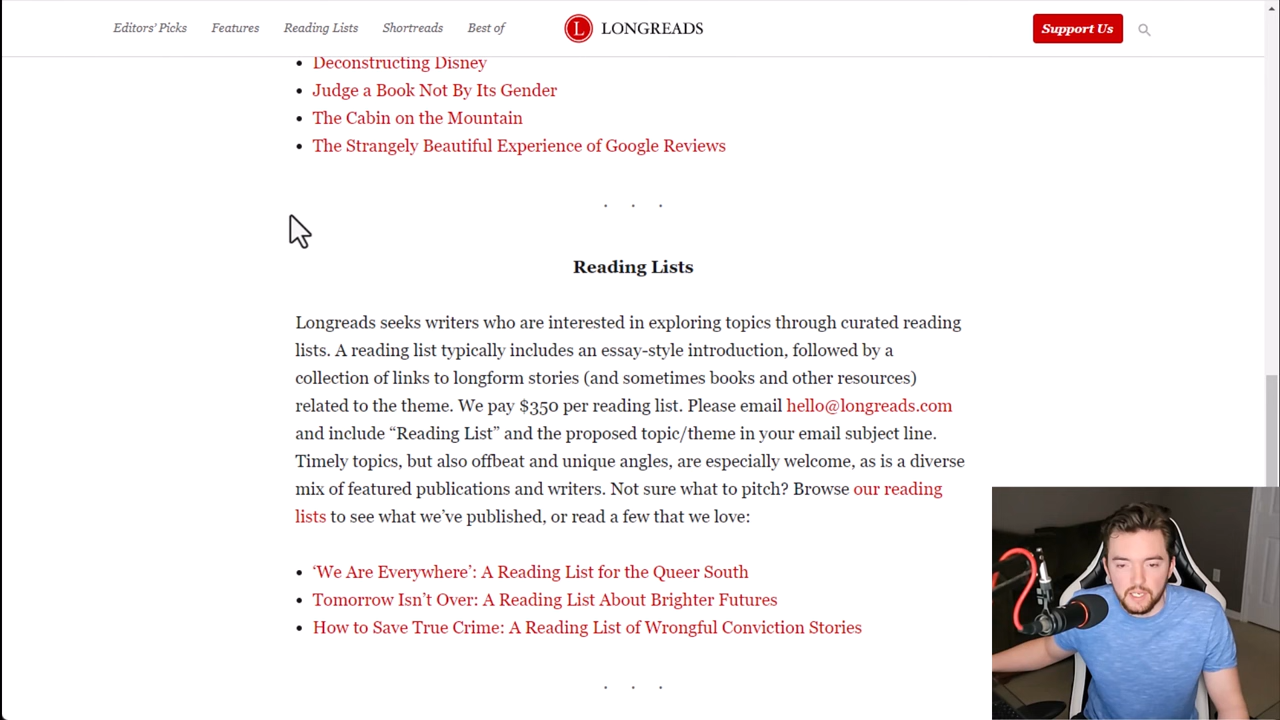 Editors’ Picks Features Reading Lists Shortreads Best of L LONGREADS Support Us
Deconstructing Disney
Judge a Book Not By Its Gender
The Cabin on the Mountain
The Strangely Beautiful Experience of Google Reviews
Reading Lists
Longreads seeks writers who are interested in exploring topics through curated reading
lists. A reading list typically includes an essay-style introduction, followed by a
collection of links to longform stories (and sometimes books and other resources)
related to the theme. We pay $350 per reading list. Please email hello@longreads.com
and include “Reading List” and the proposed topic/theme in your email subject line.
Timely topics, but also offbeat and unique angles, are especially welcome, as is a diverse
mix of featured publications and writers. Not sure what to pitch? Browse our reading
lists to see what we’ve published, or read a few that we love:
‘We Are Everywhere’: A Reading List for the Queer South
Tomorrow Isn’t Over: A Reading List About Brighter Futures
How to Save True Crime: A Reading List of Wrongful Conviction Stories